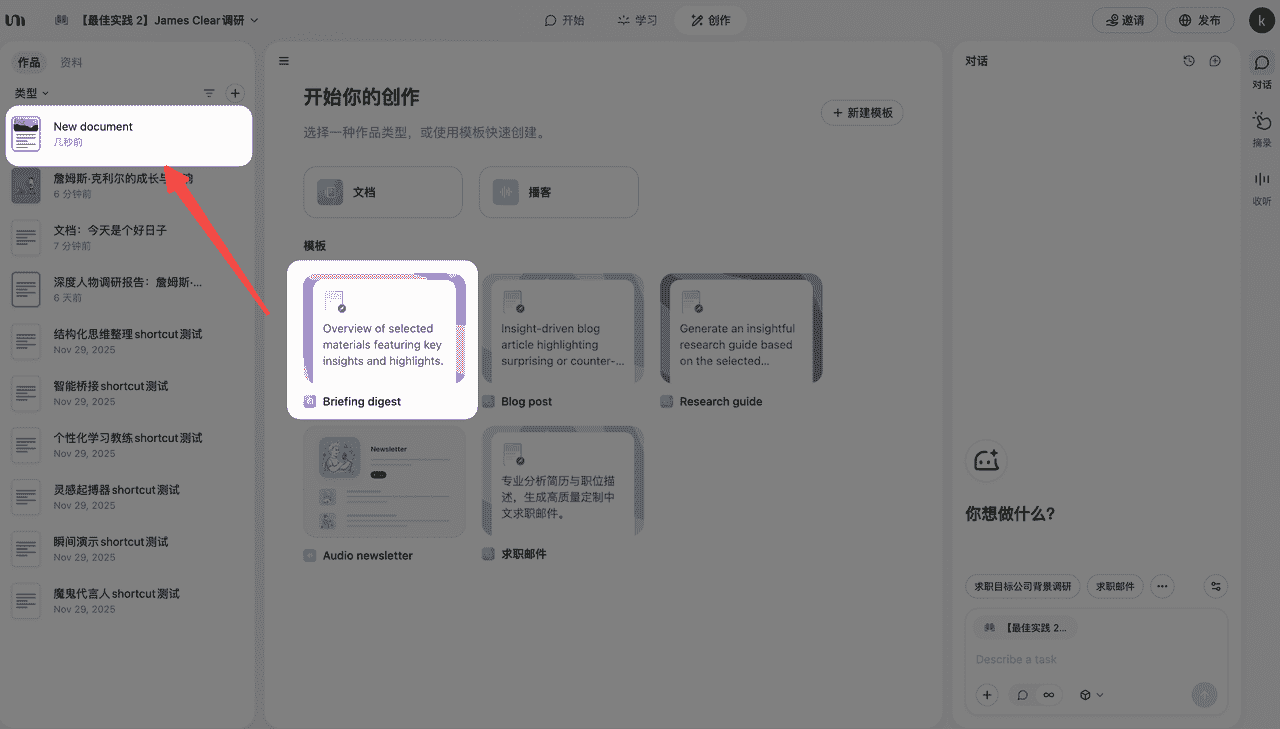 【最佳实践 2】James Clear调研
开始
学习
创作
邀请
发布
k
作品
资料
类型
New document
几秒前
詹姆斯·克利尔的成长与
6 分钟前
文档：今天是个好日子
7 分钟前
深度人物调研报告：詹姆斯·...
6 天前
结构化思维整理shortcut测试
Nov 29, 2025
智能桥接shortcut测试
Nov 29, 2025
个性化学习教练shortcut测试
Nov 29, 2025
灵感起搏器shortcut测试
Nov 29, 2025
瞬间演示shortcut测试
Nov 29, 2025
魔鬼代言人shortcut测试
Nov 29, 2025
开始你的创作
选择一种作品类型，或使用模板快速创建。
+ 新建模板
文档
播客
模板
Overview of selected
materials featuring key
insights and highlights.
Briefing digest
Insight-driven blog
article highlighting
surprising or counter-...
Blog post
Generate an insightful
research guide based
on the selected...
Research guide
Newsletter
Audio newsletter
专业分析简历与职位描
述，生成高质量定制中
文求职邮件。
求职邮件
对话
你想做什么？
求职目标公司背景调研
求职邮件
【最佳实践 2...
Describe a task
对话
摘录
收听